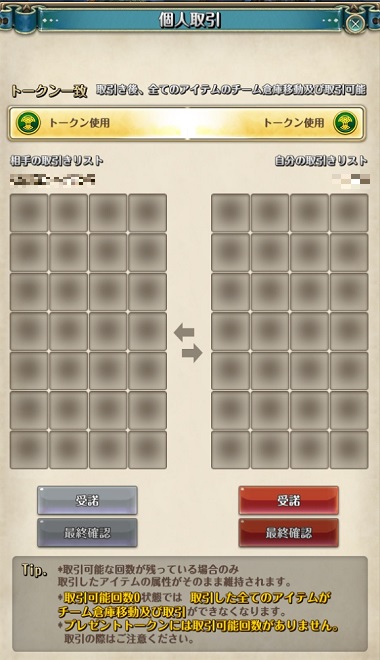 個人取引
トークン一致 取引き後、全てのアイテムのチーム倉庫移動及び取引可能
トークン使用 トークン使用
相手の取引きリスト 自分の取引きリスト
受諾 受諾
最終確認 最終確認
Tip. *取引可能な回数が残っている場合のみ
取引したアイテムの属性がそのまま維持されます。
*取引可能回数0状態では 取引した全てのアイテムが
チーム倉庫移動及び取引ができなくなります。
*プレゼントトークンには取引可能回数がありません。
取引の際はご注意ください。